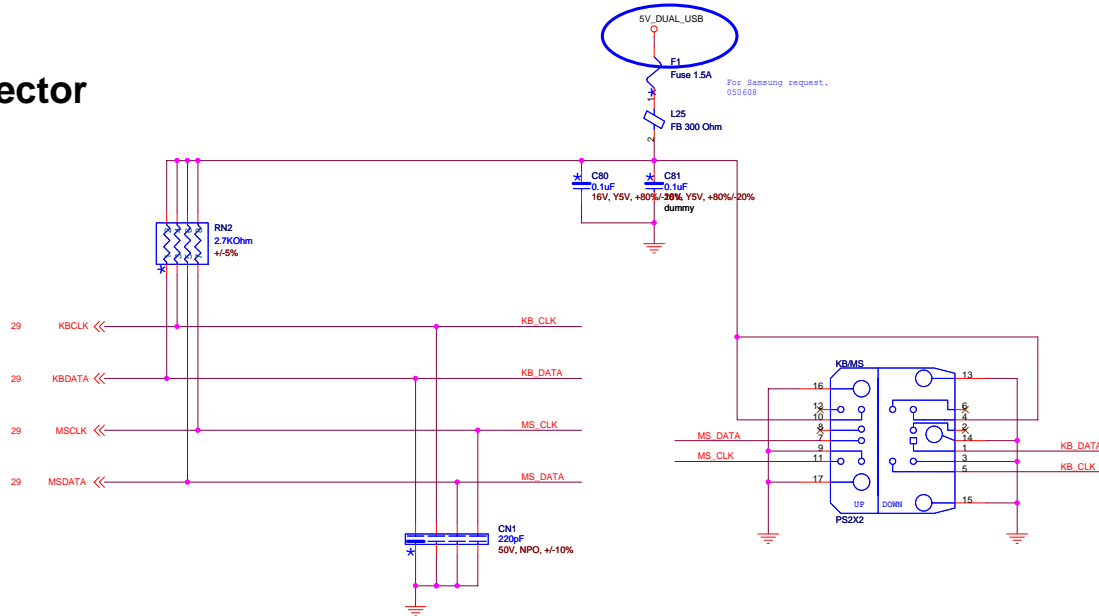 ector
5V_DUAL_USB
F1
Fuse 1.5A
For Samsung request.
050608
1
L25
FB 300 Ohm
2
C80
0.1uF
16V, Y5V, +80%/-20%
C81
0.1uF
16V, Y5V, +80%/-20%
dummy
RN2
2.7KOhm
+/-5%
29 KBCLK KB_CLK
29 KBDATA KB_DATA
29 MSCLK MS_CLK
29 MSDATA MS_DATA
CN1
220pF
50V, NPO, +/-10%
KB/MS
16
12
10
8
7
9
11
17
13
6
4
2
14
1
3
5
15
MS_DATA
MS_CLK
KB_DATA
KB_CLK
UP DOWN
PS2X2